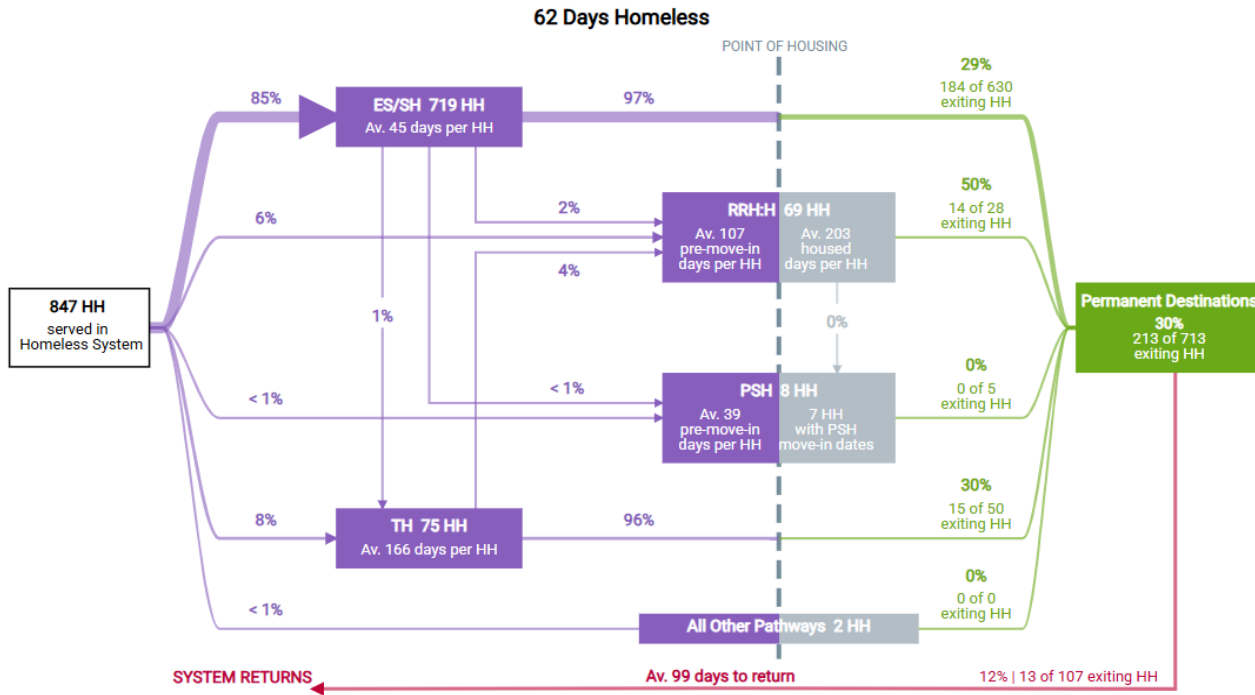 62 Days Homeless
POINT OF HOUSING
85%
ES/SH 719 HH
Av. 45 days per HH
97%
29%
184 of 630
exiting HH
6%
2%
4%
RRH:H 69 HH
Av. 107
pre-move-in
days per HH
Av. 203
housed
days per HH
50%
14 of 28
exiting HH
847 HH
served in
Homeless System
1%
0%
Permanent Destinations
30%
213 of 713
exiting HH
< 1%
< 1%
PSH 8 HH
Av. 39
pre-move-in
days per HH
7 HH
with PSH
move-in dates
0%
0 of 5
exiting HH
8%
TH 75 HH
Av. 166 days per HH
96%
30%
15 of 50
exiting HH
< 1%
All Other Pathways 2 HH
0%
0 of 0
exiting HH
SYSTEM RETURNS
Av. 99 days to return
12% | 13 of 107 exiting HH